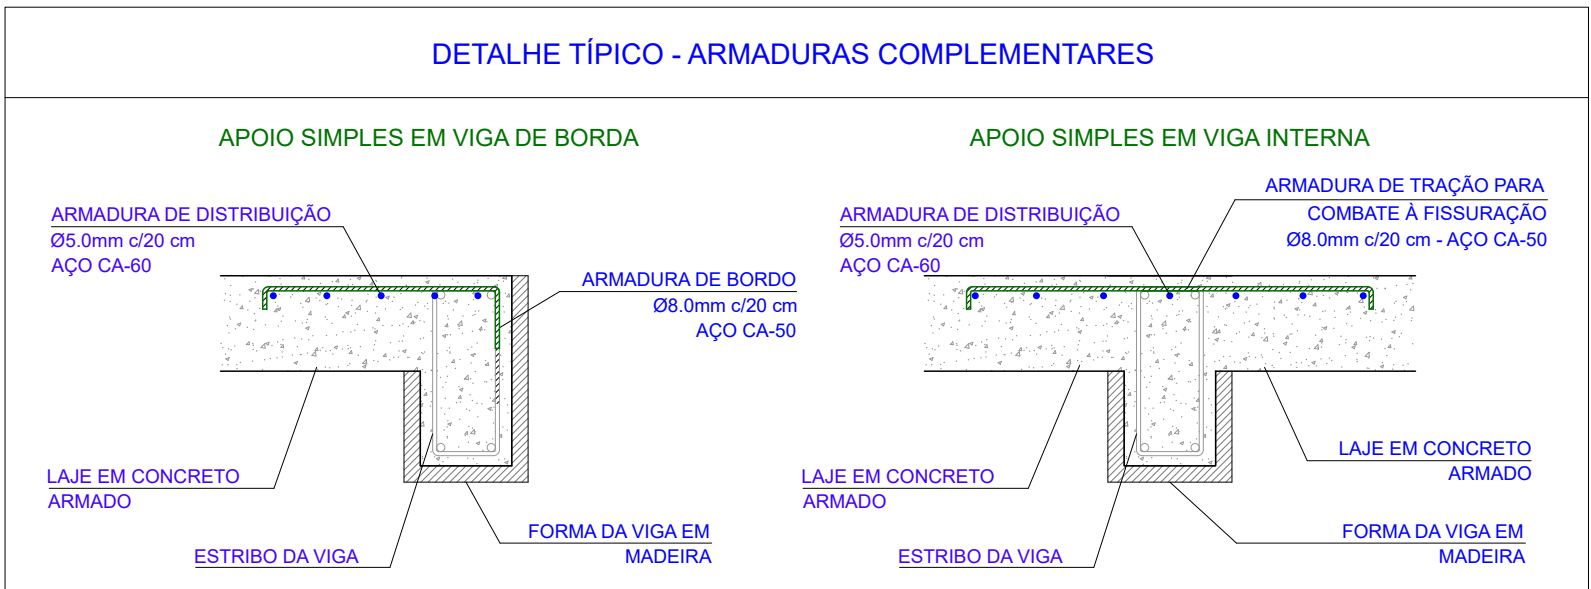 DETALHE TÍPICO - ARMADURAS COMPLEMENTARES
APOIO SIMPLES EM VIGA DE BORDA
ARMADURA DE DISTRIBUIÇÃO
Ø5.0mm c/20 cm
AÇO CA-60
ARMADURA DE BORDO
Ø8.0mm c/20 cm
AÇO CA-50
LAJE EM CONCRETO
ARMADO
ESTRIBO DA VIGA
FORMA DA VIGA EM
MADEIRA
APOIO SIMPLES EM VIGA INTERNA
ARMADURA DE DISTRIBUIÇÃO
Ø5.0mm c/20 cm
AÇO CA-60
ARMADURA DE TRAÇÃO PARA
COMBATE À FISSURAÇÃO
Ø8.0mm c/20 cm - AÇO CA-50
LAJE EM CONCRETO
ARMADO
LAJE EM CONCRETO
ARMADO
ESTRIBO DA VIGA
FORMA DA VIGA EM
MADEIRA